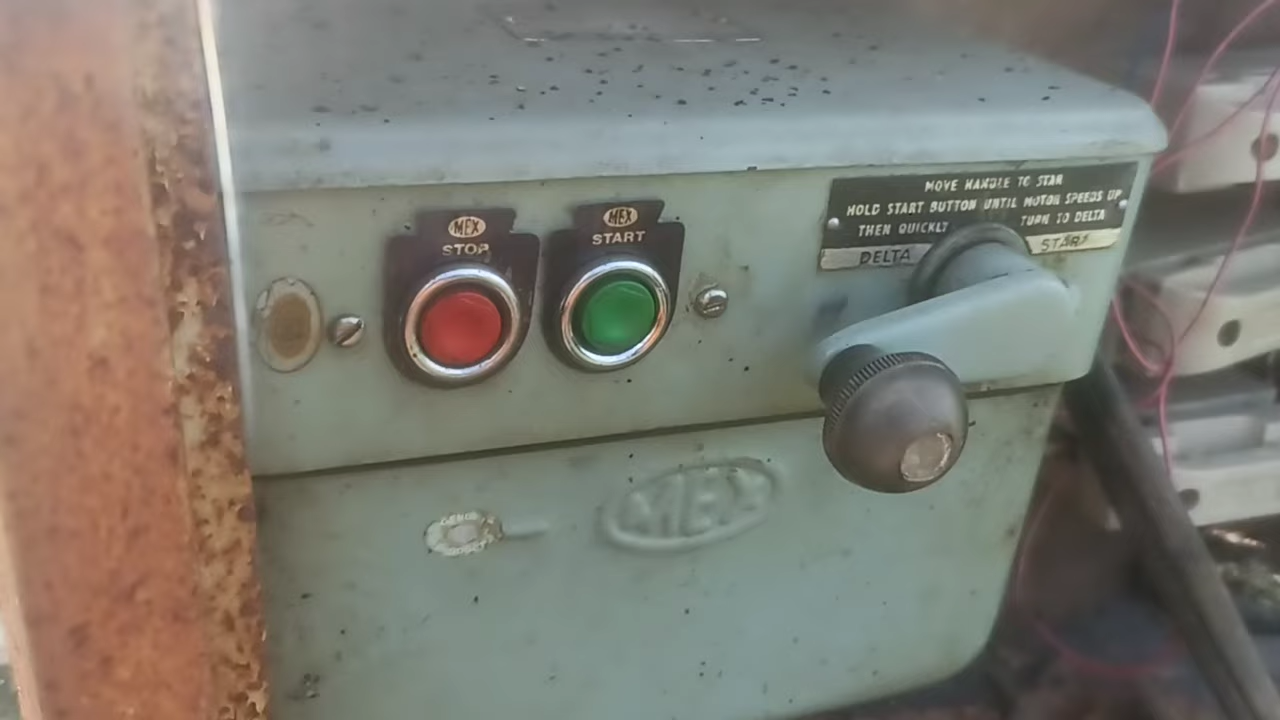 MEX
STOP
MEX
START
MOVE HANDLE TO STAR
HOLD START BUTTON UNTIL MOTOR SPEEDS UP
THEN QUICKLY TURN TO DELTA
DELTA
START
MEX